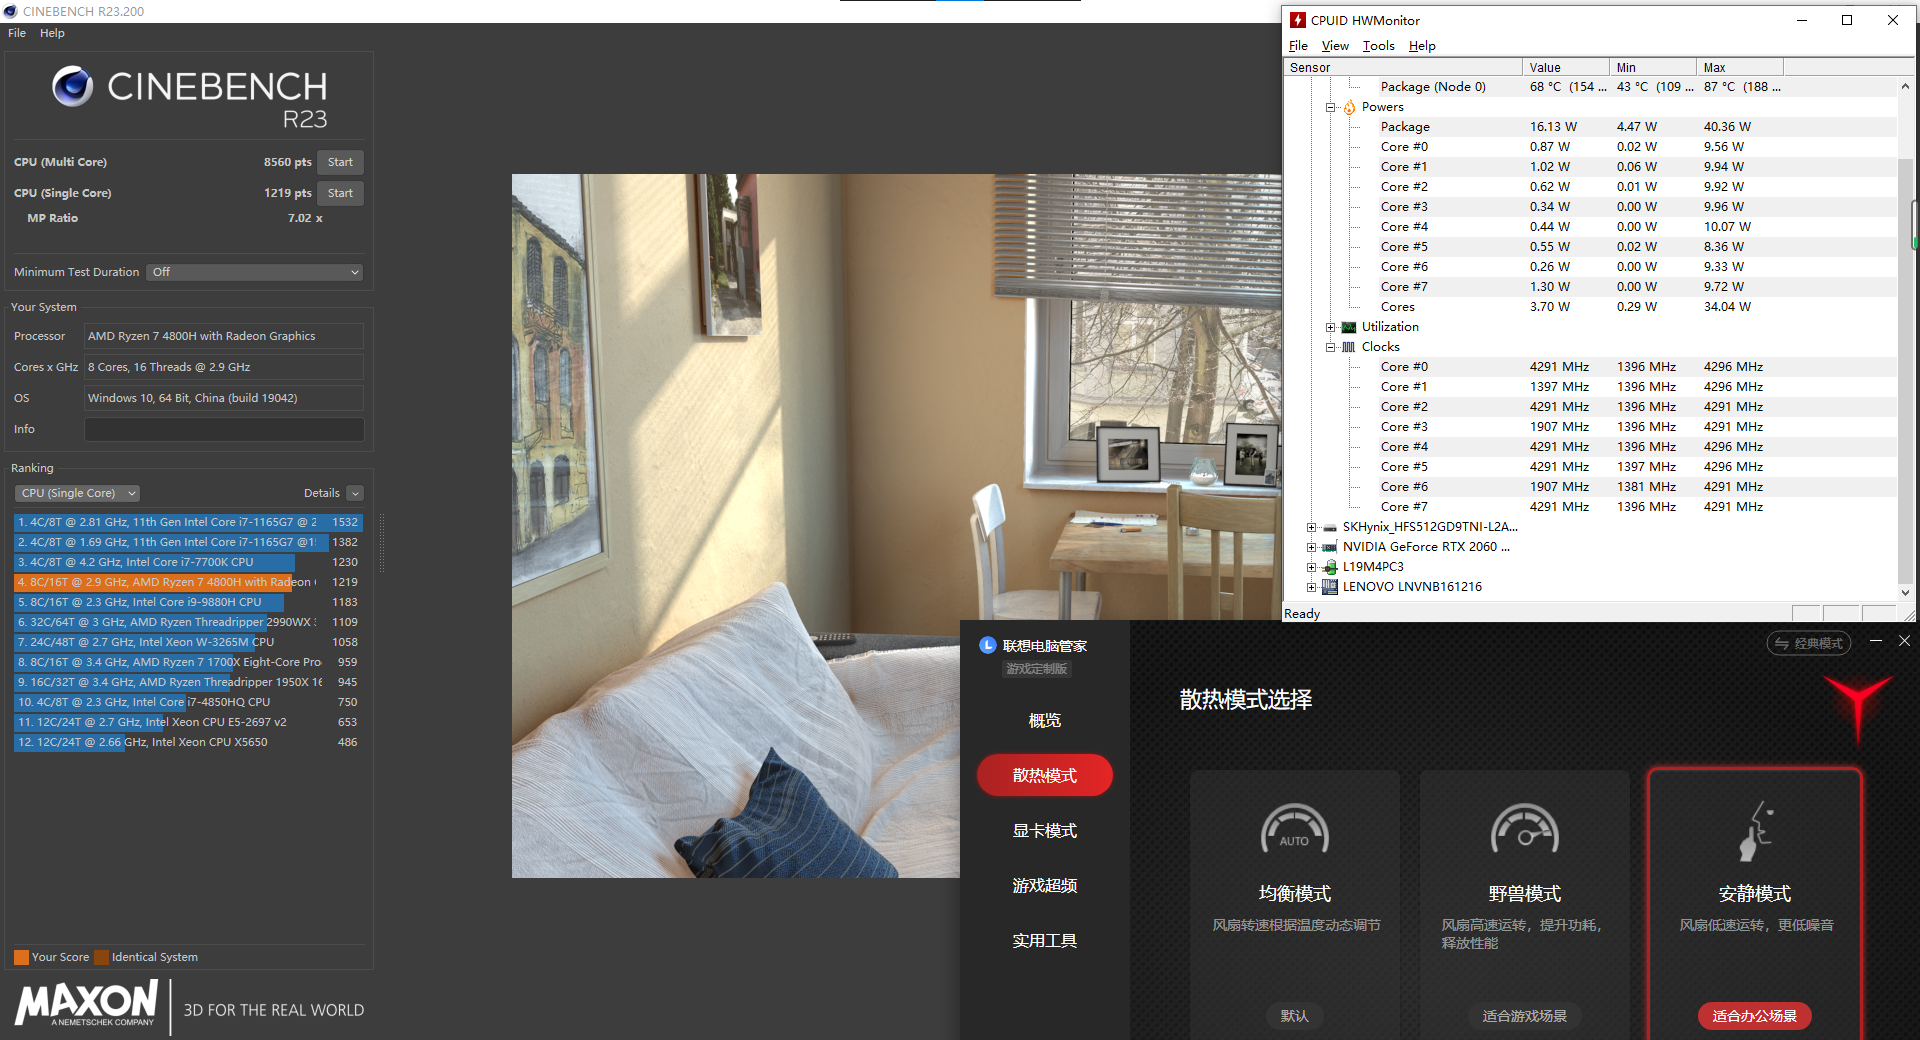 CINEBENCH R23.200
File Help
CINEBENCH
R23
CPU (Multi Core) 8560 pts Start
CPU (Single Core) 1219 pts Start
MP Ratio 7.02 x
Minimum Test Duration Off
Your System
Processor AMD Ryzen 7 4800H with Radeon Graphics
Cores x GHz 8 Cores, 16 Threads @ 2.9 GHz
OS Windows 10, 64 Bit, China (build 19042)
Info
Ranking
CPU (Single Core) Details
1. 4C/8T @ 2.81 GHz, 11th Gen Intel Core i7-1165G7 @ 2 1532
2. 4C/8T @ 1.69 GHz, 11th Gen Intel Core i7-1165G7 @1 1382
3. 4C/8T @ 4.2 GHz, Intel Core i7-7700K CPU 1230
4. 8C/16T @ 2.9 GHz, AMD Ryzen 7 4800H with Radeon 1219
5. 8C/16T @ 2.3 GHz, Intel Core i9-9880H CPU 1183
6. 32C/64T @ 3 GHz, AMD Ryzen Threadripper 2990WX 1109
7. 24C/48T @ 2.7 GHz, Intel Xeon W-3265M CPU 1058
8. 8C/16T @ 3.4 GHz, AMD Ryzen 7 1700X Eight-Core Pro 959
9. 16C/32T @ 3.4 GHz, AMD Ryzen Threadripper 1950X 16 945
10. 4C/8T @ 2.3 GHz, Intel Core i7-4850HQ CPU 750
11. 12C/24T @ 2.7 GHz, Intel Xeon CPU E5-2697 v2 653
12. 12C/24T @ 2.66 GHz, Intel Xeon CPU X5650 486
Your Score Identical System
MAXON
A NEMETSCHEK COMPANY
3D FOR THE REAL WORLD
CPUID HWMonitor
File View Tools Help
Sensor Value Min Max
Package (Node 0) 68 °C (154 ... 43 °C (109 ... 87 °C (188 ...
Powers
Package 16.13 W 4.47 W 40.36 W
Core #0 0.87 W 0.02 W 9.56 W
Core #1 1.02 W 0.06 W 9.94 W
Core #2 0.62 W 0.01 W 9.92 W
Core #3 0.34 W 0.00 W 9.96 W
Core #4 0.44 W 0.00 W 10.07 W
Core #5 0.55 W 0.02 W 8.36 W
Core #6 0.26 W 0.00 W 9.33 W
Core #7 1.30 W 0.00 W 9.72 W
Cores 3.70 W 0.29 W 34.04 W
Utilization
Clocks
Core #0 4291 MHz 1396 MHz 4296 MHz
Core #1 1397 MHz 1396 MHz 4296 MHz
Core #2 4291 MHz 1396 MHz 4291 MHz
Core #3 1907 MHz 1396 MHz 4291 MHz
Core #4 4291 MHz 1396 MHz 4296 MHz
Core #5 4291 MHz 1397 MHz 4296 MHz
Core #6 1907 MHz 1381 MHz 4291 MHz
Core #7 4291 MHz 1396 MHz 4291 MHz
SKHynix_HFS512GD9TNI-L2A...
NVIDIA GeForce RTX 2060 ...
L19M4PC3
LENOVO LNVNB161216
Ready
联想电脑管家
游戏定制版
经典模式
概览
散热模式
显卡模式
游戏超频
实用工具
散热模式选择
AUTO
均衡模式
风扇转速根据温度动态调节
默认
野兽模式
风扇高速运转，提升功耗，
释放性能
适合游戏场景
安静模式
风扇低速运转，更低噪音
适合办公场景